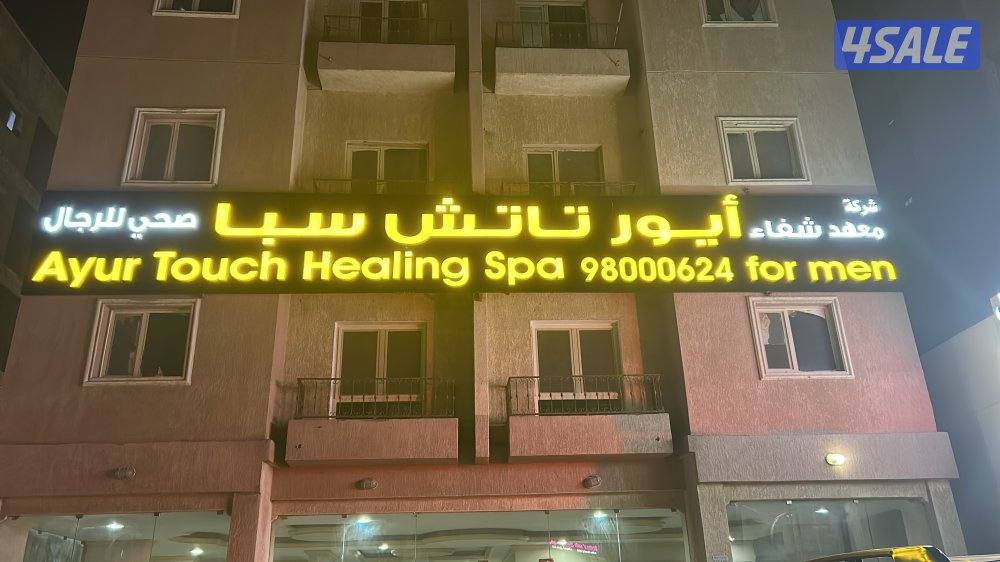 4SALE
شركة
معهد شفاء أيور تاتش سبا صحي للرجال
Ayur Touch Healing Spa 98000624 for men